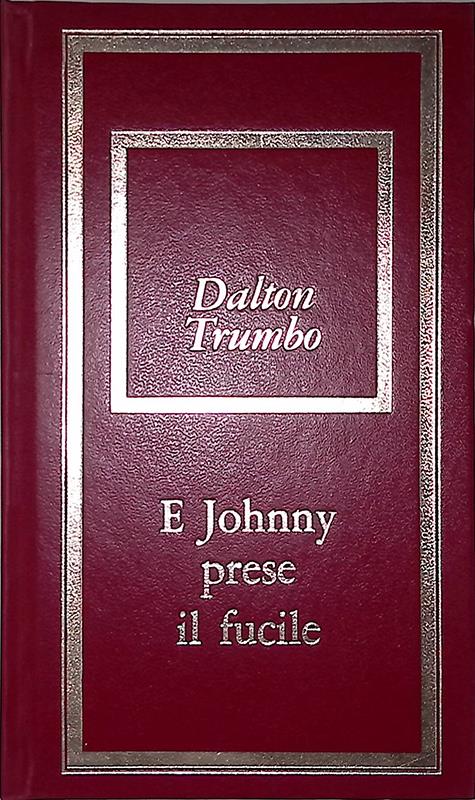 Dalton
Trumbo
E Johnny
prese
il fucile